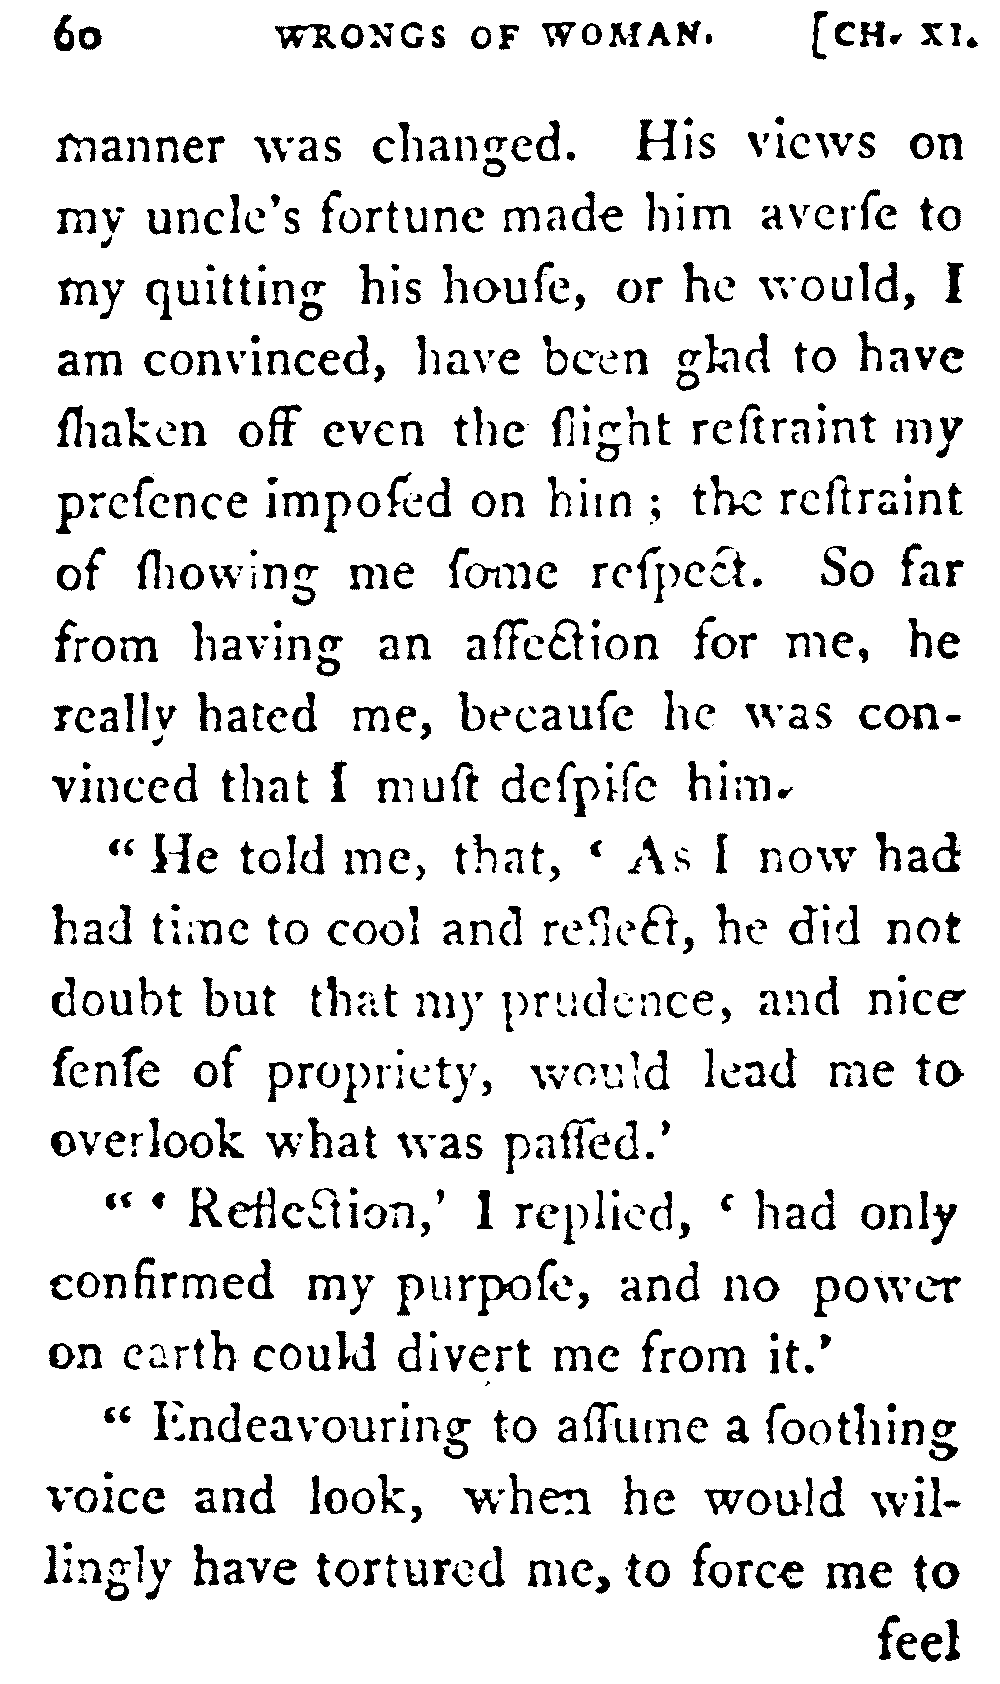 60 WRONGS OF WOMAN. [CH. XI.
manner was changed. His views on
my uncle's fortune made him averſe to
my quitting his houſe, or he would, I
am convinced, have been glad to have
ſhaken off even the ſlight reſtraint my
preſence impoſed on him; the reſtraint
of ſhowing me ſome reſpect. So far
from having an affection for me, he
really hated me, becauſe he was con-
vinced that I muſt deſpiſe him.
“ He told me, that, ‘ As I now had
had time to cool and reflect, he did not
doubt but that my prudence, and nice
ſenſe of propriety, would lead me to
overlook what was paſſed.’
“ ‘ Reflection,’ I replied, ‘ had only
confirmed my purpoſe, and no power
on earth could divert me from it.’
“ Endeavouring to aſſume a ſoothing
voice and look, when he would wil-
lingly have tortured me, to force me to
feel